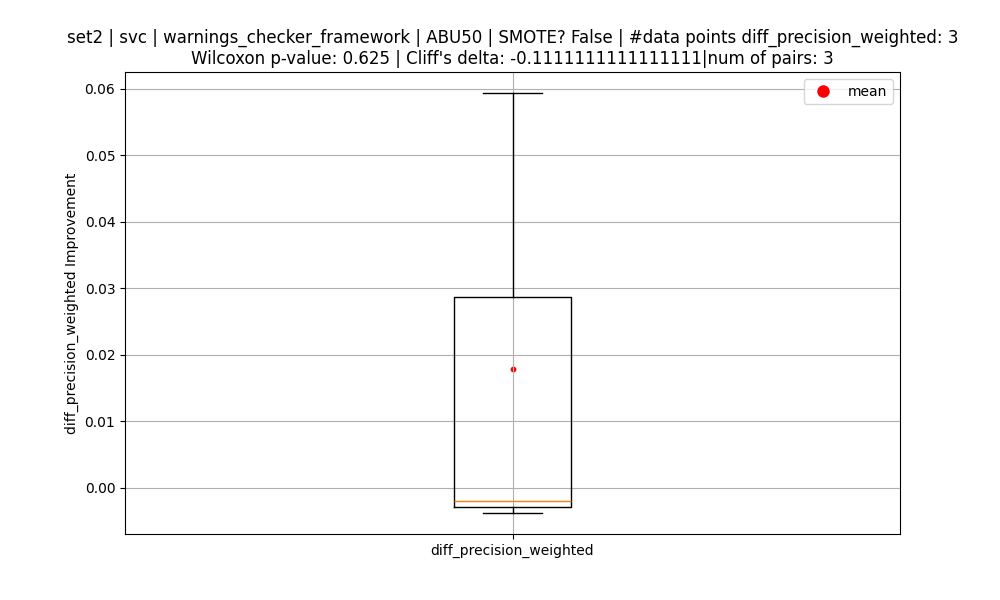 set2 | svc | warnings_checker_framework | ABU50 | SMOTE? False | #data points diff_precision_weighted: 3
Wilcoxon p-value: 0.625 | Cliff's delta: -0.1111111111111111|num of pairs: 3
mean
0.06
0.05
0.04
0.03
0.02
0.01
0.00
diff_precision_weighted Improvement
diff_precision_weighted